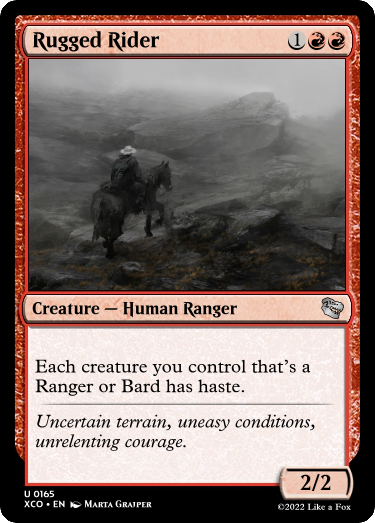 Rugged Rider 1
Creature — Human Ranger
Each creature you control that's a
Ranger or Bard has haste.
Uncertain terrain, uneasy conditions,
unrelenting courage.
2/2
U 0165
XCO • EN Marta Grajper
©2022 Like a Fox